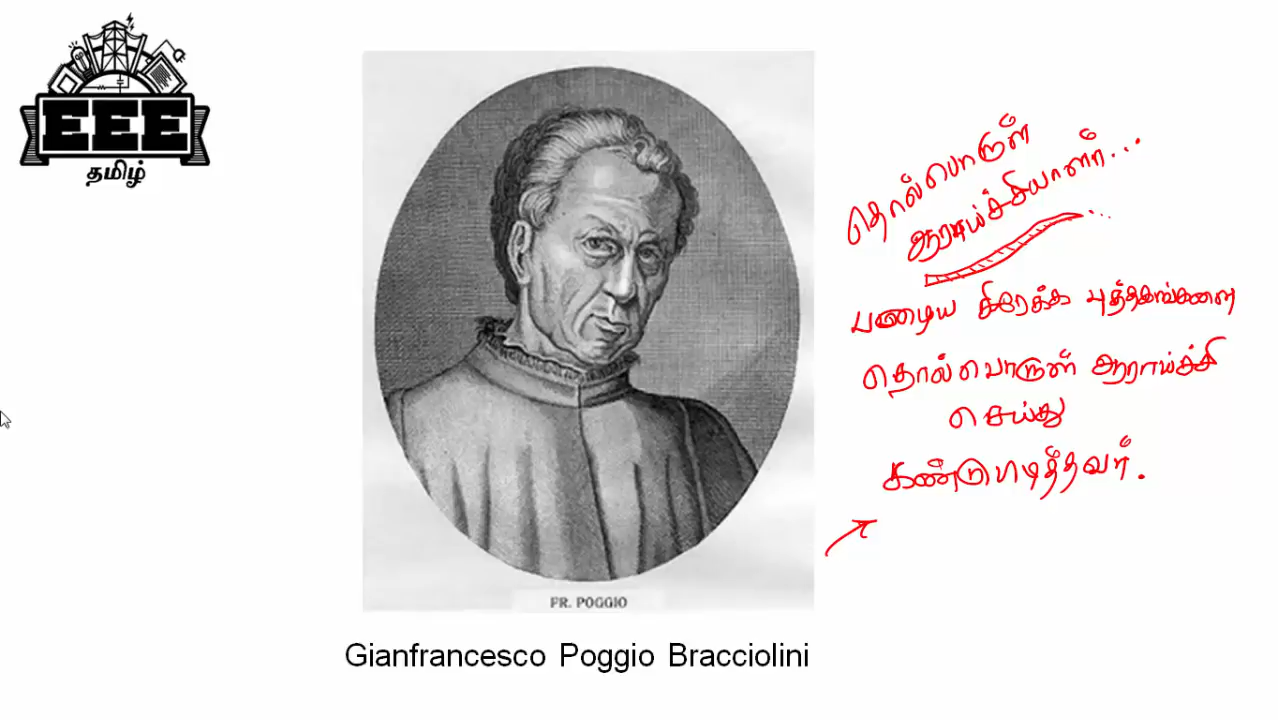 EEE
தமிழ்
தொல்பொருள்
ஆராய்ச்சியாளர்...
பழைய கிரேக்க புத்தகங்களை
தொல்பொருள் ஆராய்ச்சி
செய்து
கண்டுபிடித்தவர்.
FR. POGGIO
Gianfrancesco Poggio Bracciolini